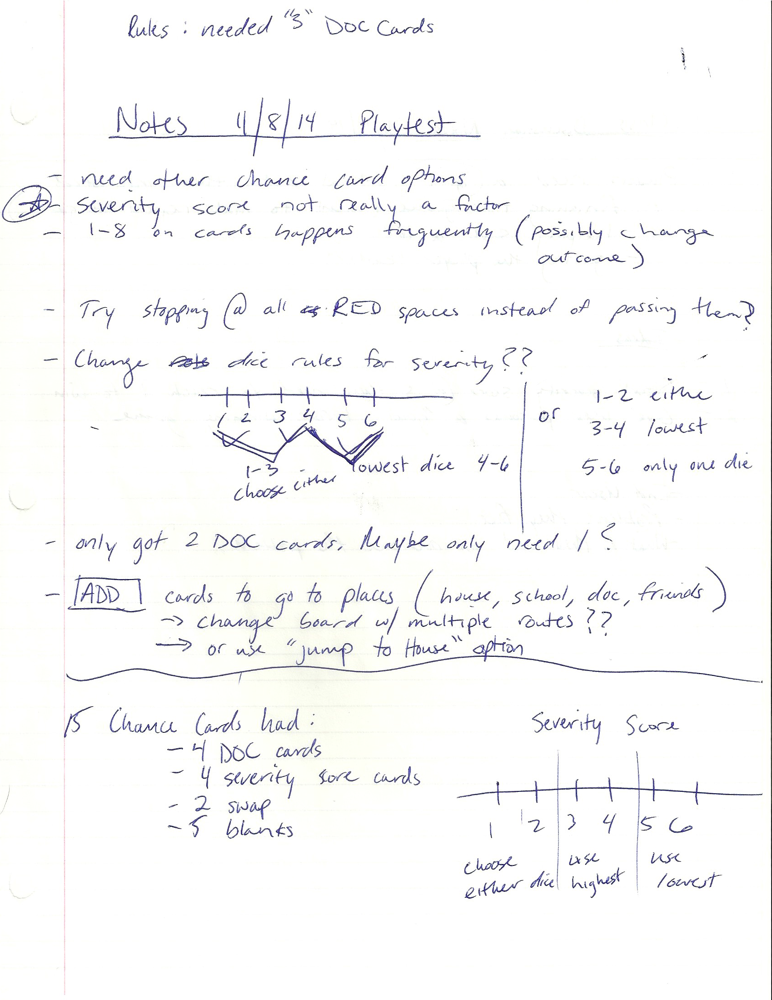 Rules : needed "3" DOC Cards
Notes 11/8/14 Playtest
- need other chance card options
- Severity score not really a factor
- 1-8 on cards happens frequently (possibly change
outcome)
- Try stopping @ all RED spaces instead of passing them?
- Change dice rules for severity??
1 2 3 4 5 6
1-3
choose either
lowest dice 4-6
or
1-2 eithe
3-4 lowest
5-6 only one die
- only got 2 DOC cards. Maybe only need 1?
- ADD cards to go to places (house, school, doc, friends)
→ change board w/ multiple routes??
→ or use "jump to House" option
15 Chance Cards had:
- 4 DOC cards
- 4 severity score cards
- 2 swap
- 5 blanks
Severity Score
1 2 3 4 5 6
choose
either dice
use
highest
use
lowest